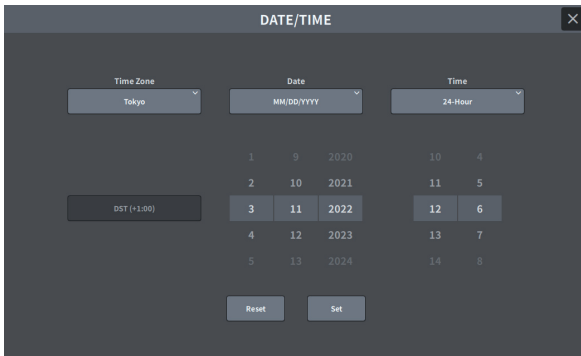 DATE/TIME
Time Zone Date Time
Tokyo MM/DD/YYYY 24-Hour
1 9 2020 10 4
2 10 2021 11 5
DST (+1:00) 3 11 2022 12 6
4 12 2023 13 7
5 13 2024 14 8
Reset Set